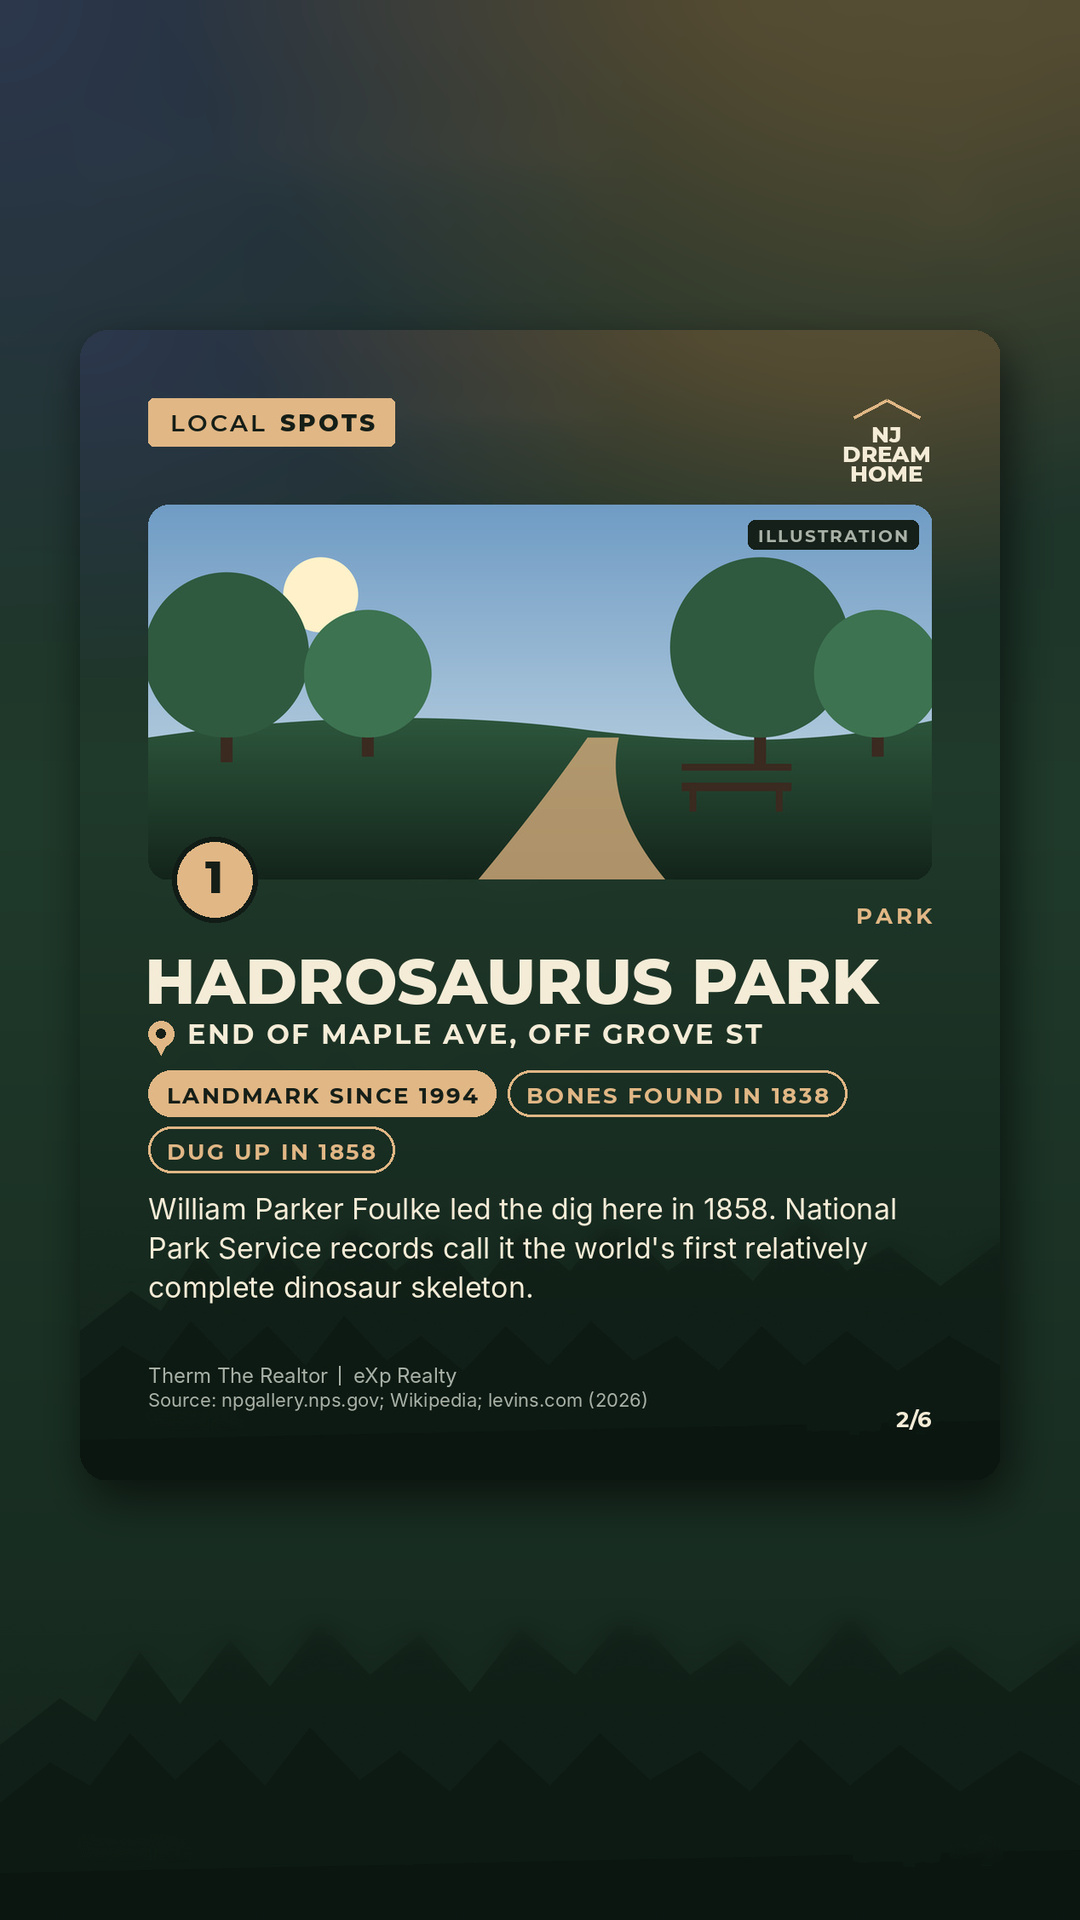 LOCAL SPOTS
NJ
DREAM
HOME
ILLUSTRATION
1
PARK
HADROSAURUS PARK
END OF MAPLE AVE, OFF GROVE ST
LANDMARK SINCE 1994
BONES FOUND IN 1838
DUG UP IN 1858
William Parker Foulke led the dig here in 1858. National
Park Service records call it the world's first relatively
complete dinosaur skeleton.
Therm The Realtor | eXp Realty
Source: npgallery.nps.gov; Wikipedia; levins.com (2026)
2/6